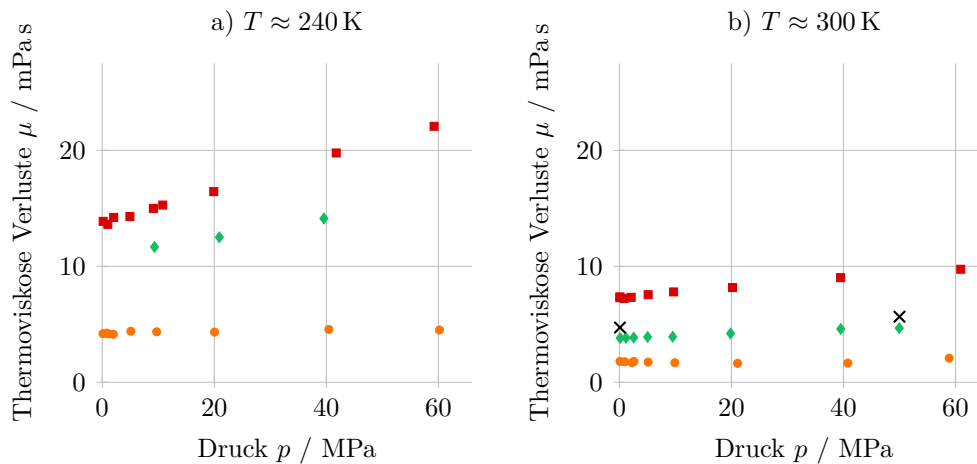 a) T ≈ 240 K
Thermoviskose Verluste μ / mPa s
20
10
0
0 20 40 60
Druck p / MPa
b) T ≈ 300 K
Thermoviskose Verluste μ / mPa s
20
10
0
0 20 40 60
Druck p / MPa